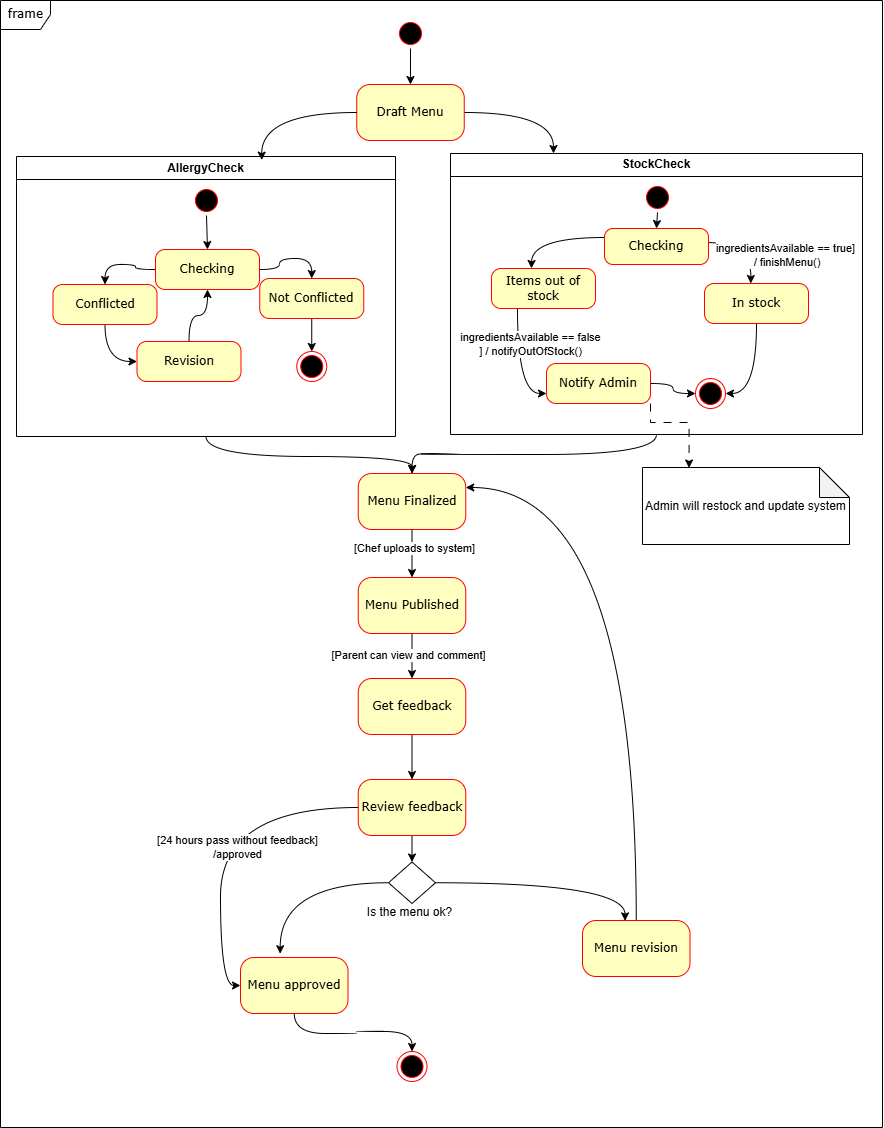 frame
Draft Menu
AllergyCheck
StockCheck
Checking
Conflicted
Not Conflicted
Revision
Checking
ingredientsAvailable == true]
/ finishMenu()
Items out of
stock
In stock
ingredientsAvailable == false
] / notifyOutOfStock()
Notify Admin
Menu Finalized
Admin will restock and update system
[Chef uploads to system]
Menu Published
[Parent can view and comment]
Get feedback
Review feedback
[24 hours pass without feedback]
/approved
Is the menu ok?
Menu revision
Menu approved